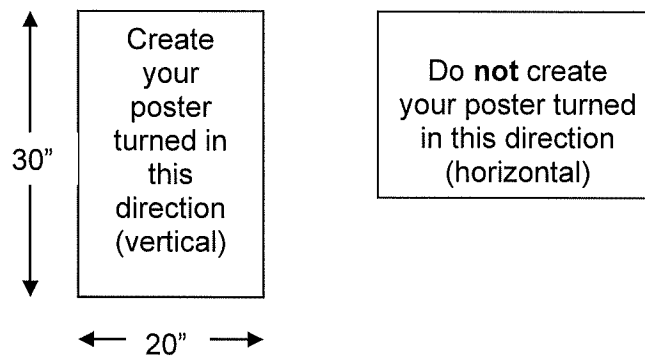 Create
your
poster
turned in
this
direction
(vertical)
30”
20”
Do not create
your poster turned
in this direction
(horizontal)